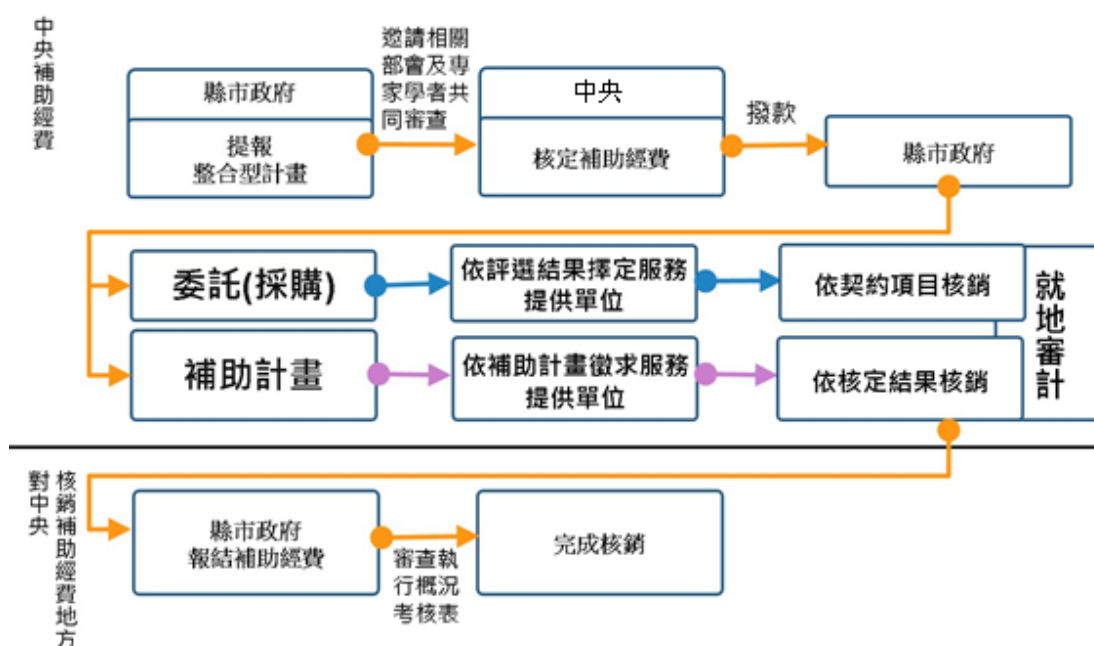 中央補助經費
縣市政府
提報
整合型計畫
邀請相關
部會及專
家學者共
同審查
中央
核定補助經費
撥款
縣市政府
委託(採購)
依評選結果擇定服務
提供單位
依契約項目核銷
補助計畫
依補助計畫徵求服務
提供單位
依核定結果核銷
就地審計
核銷補助經費地方
對中央
縣市政府
報結補助經費
審查執
行概況
考核表
完成核銷